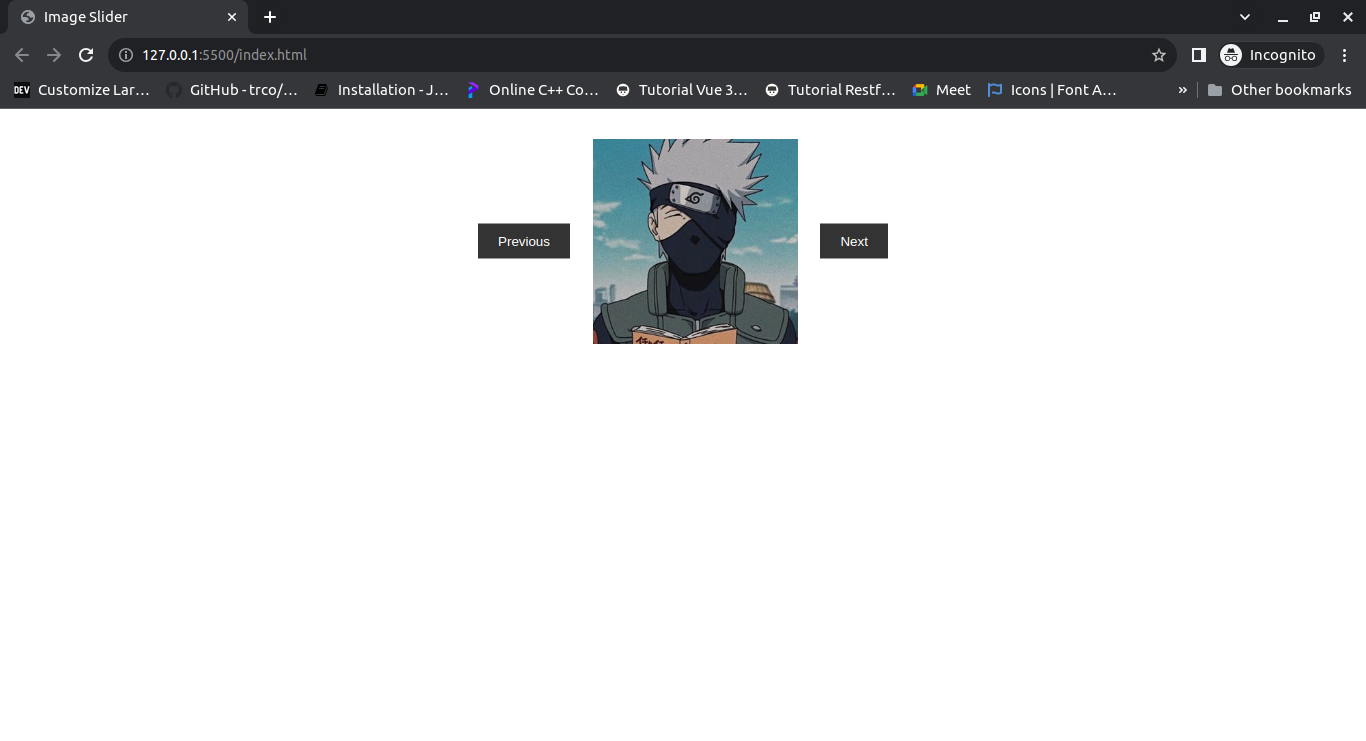 Image Slider
127.0.0.1:5500/index.html
Incognito
DEV Customize Lar… GitHub - trco/… Installation - J… Online C++ Co… Tutorial Vue 3… Tutorial Restf… Meet Icons | Font A… » Other bookmarks
Previous
Next